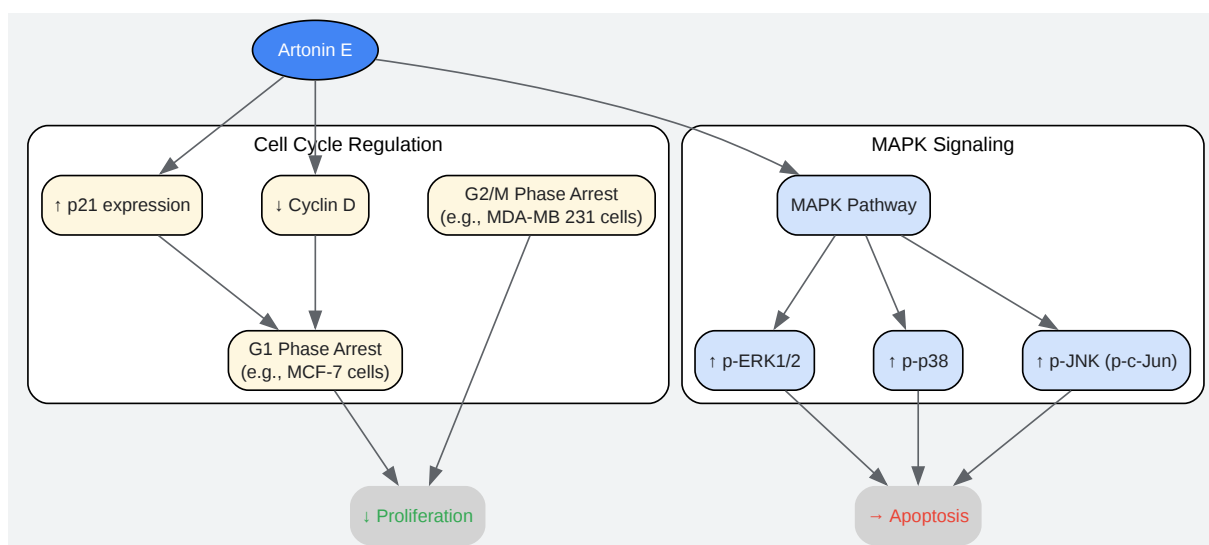 Artonin E
Cell Cycle Regulation
MAPK Signaling
↑ p21 expression
↓ Cyclin D
G2/M Phase Arrest
(e.g., MDA-MB 231 cells)
MAPK Pathway
G1 Phase Arrest
(e.g., MCF-7 cells)
↑ p-ERK1/2
↑ p-p38
↑ p-JNK (p-c-Jun)
↓ Proliferation
→ Apoptosis